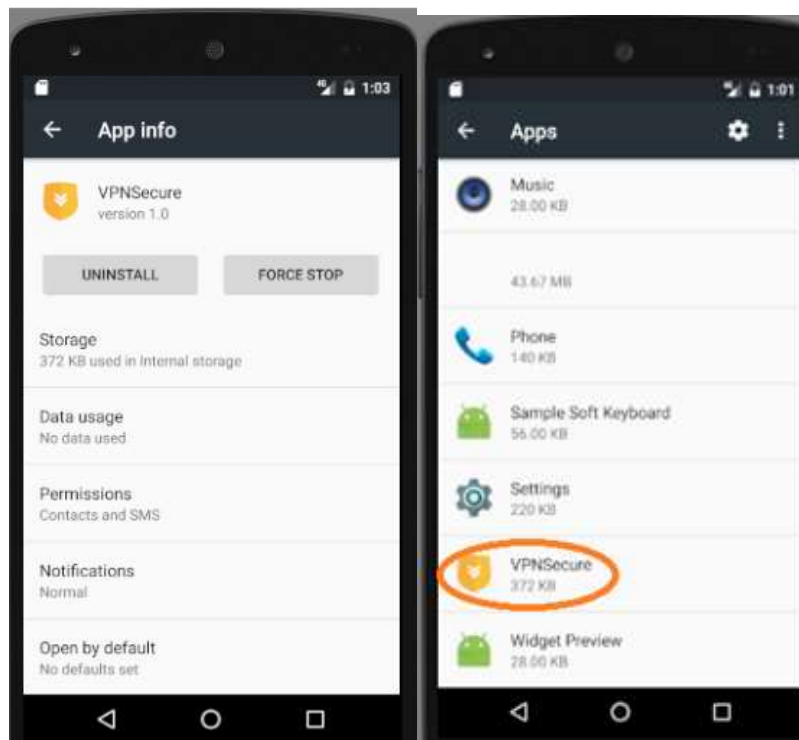 1:03
App info
VPNSecure
version 1.0
UNINSTALL
FORCE STOP
Storage
372 KB used in Internal storage
Data usage
No data used
Permissions
Contacts and SMS
Notifications
Normal
Open by default
No defaults set
1:01
Apps
Music
28.00 KB
43.67 MB
Phone
140 KB
Sample Soft Keyboard
56.00 KB
Settings
220 KB
VPNSecure
372 KB
Widget Preview
28.00 KB